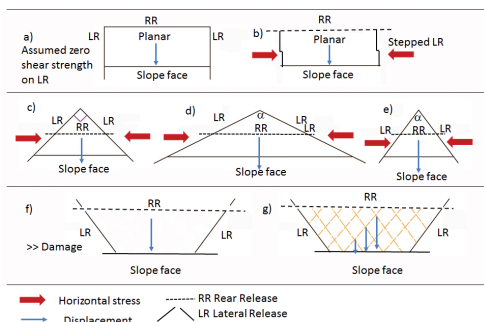 RR
a)
LR
Planar
LR
Assumed zero
shear strength
on LR
Slope face
RR
b)
Planar
Stepped LR
Slope face
c)
LR
LR
RR
Slope face
d)
LR
α
LR
RR
LR
Slope face
e)
α
LR
RR
LR
Slope face
RR
f)
LR
LR
>> Damage
Slope face
RR
g)
LR
LR
Slope face
Horizontal stress
RR Rear Release
Displacement
LR Lateral Release